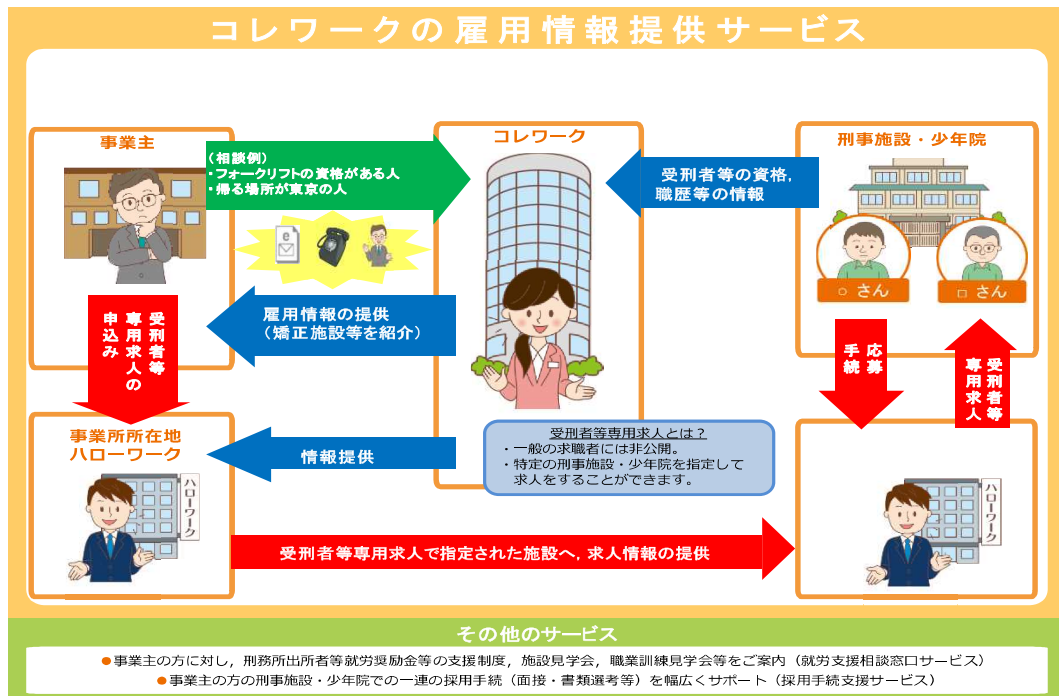 コレワークの雇用情報提供サービス
事業主
（相談例）
・フォークリフトの資格がある人
・帰る場所が東京の人
e
コレワーク
受刑者等の資格，
職歴等の情報
刑事施設・少年院
○ さん
□ さん
雇用情報の提供
（矯正施設等を紹介）
受刑者等
専用求人の
申込み
応募
手続
受刑者等
専用求人
事業所所在地
ハローワーク
ハローワーク
情報提供
受刑者等専用求人とは？
・一般の求職者には非公開。
・特定の刑事施設・少年院を指定して
求人をすることができます。
ハローワーク
受刑者等専用求人で指定された施設へ，求人情報の提供
その他のサービス
●事業主の方に対し，刑務所出所者等就労奨励金等の支援制度，施設見学会，職業訓練見学会等をご案内（就労支援相談窓口サービス）
●事業主の方の刑事施設・少年院での一連の採用手続（面接・書類選考等）を幅広くサポート（採用手続支援サービス）